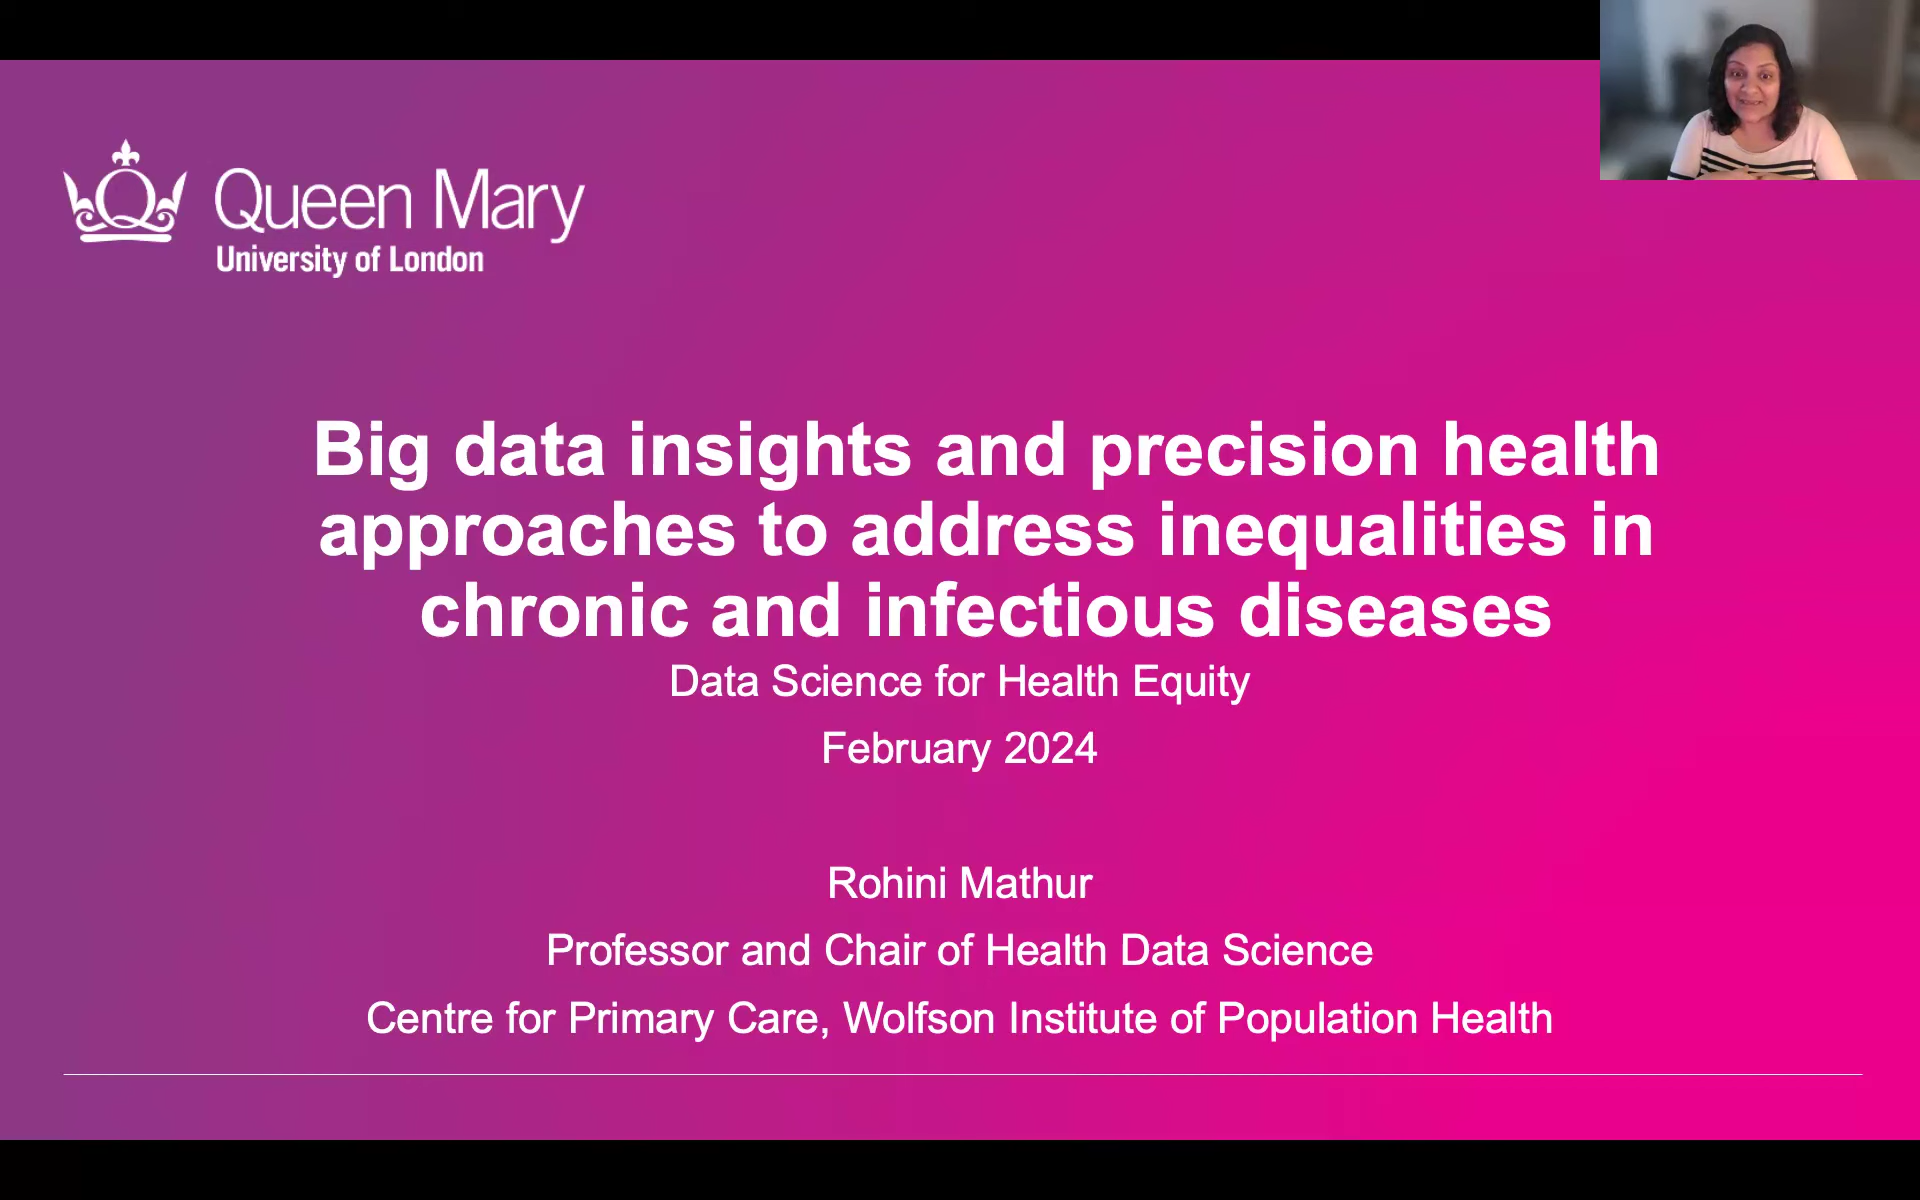 Queen Mary
University of London
Big data insights and precision health
approaches to address inequalities in
chronic and infectious diseases
Data Science for Health Equity
February 2024
Rohini Mathur
Professor and Chair of Health Data Science
Centre for Primary Care, Wolfson Institute of Population Health